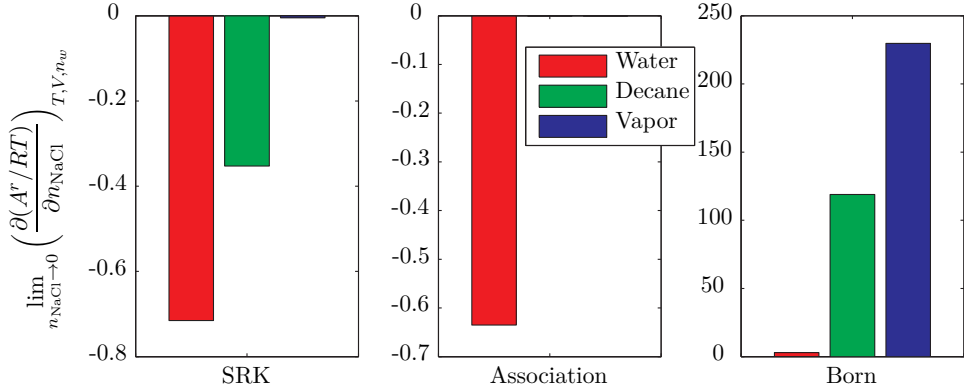 lim n_NaCl→0 (∂(A^r/RT)/∂n_NaCl)_T,V,n_w
0
-0.2
-0.4
-0.6
-0.8
SRK
0
-0.1
-0.2
-0.3
-0.4
-0.5
-0.6
-0.7
Association
Water
Decane
Vapor
250
200
150
100
50
0
Born